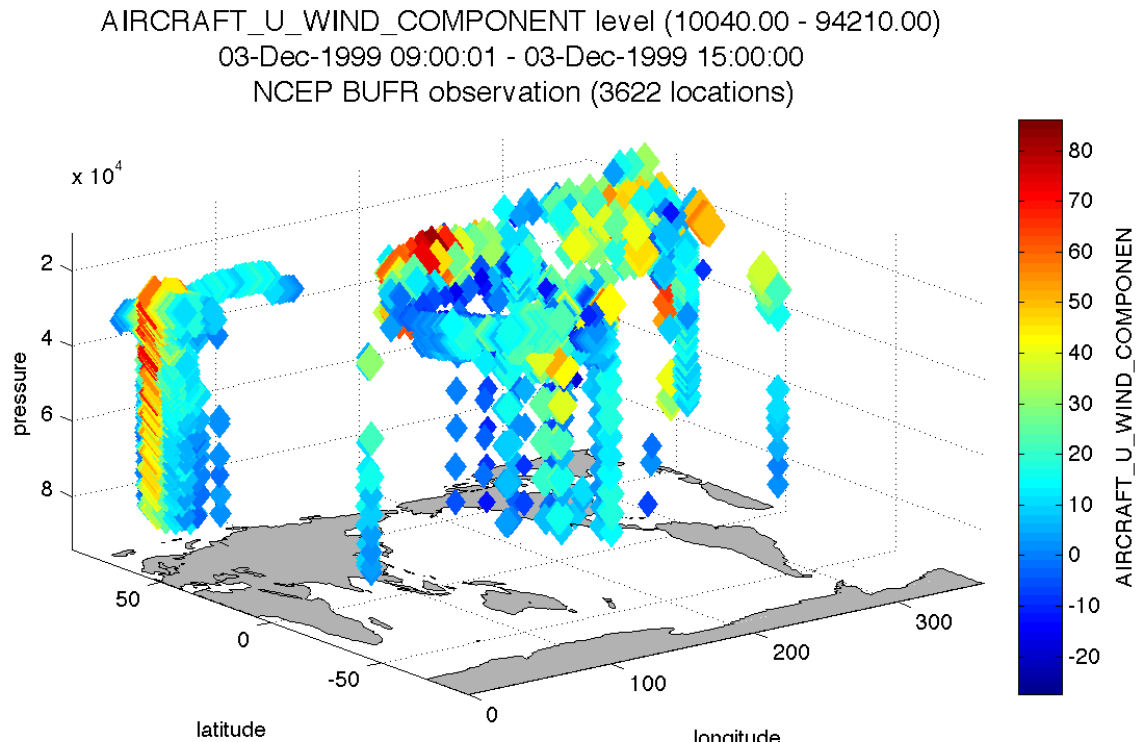 AIRCRAFT_U_WIND_COMPONENT level (10040.00 - 94210.00)
03-Dec-1999 09:00:01 - 03-Dec-1999 15:00:00
NCEP BUFR observation (3622 locations)
x 10^4
2
4
6
8
pressure
50
0
-50
latitude
0
100
200
300
longitude
80
70
60
50
40
30
20
10
0
-10
-20
AIRCRAFT_U_WIND_COMPONEN